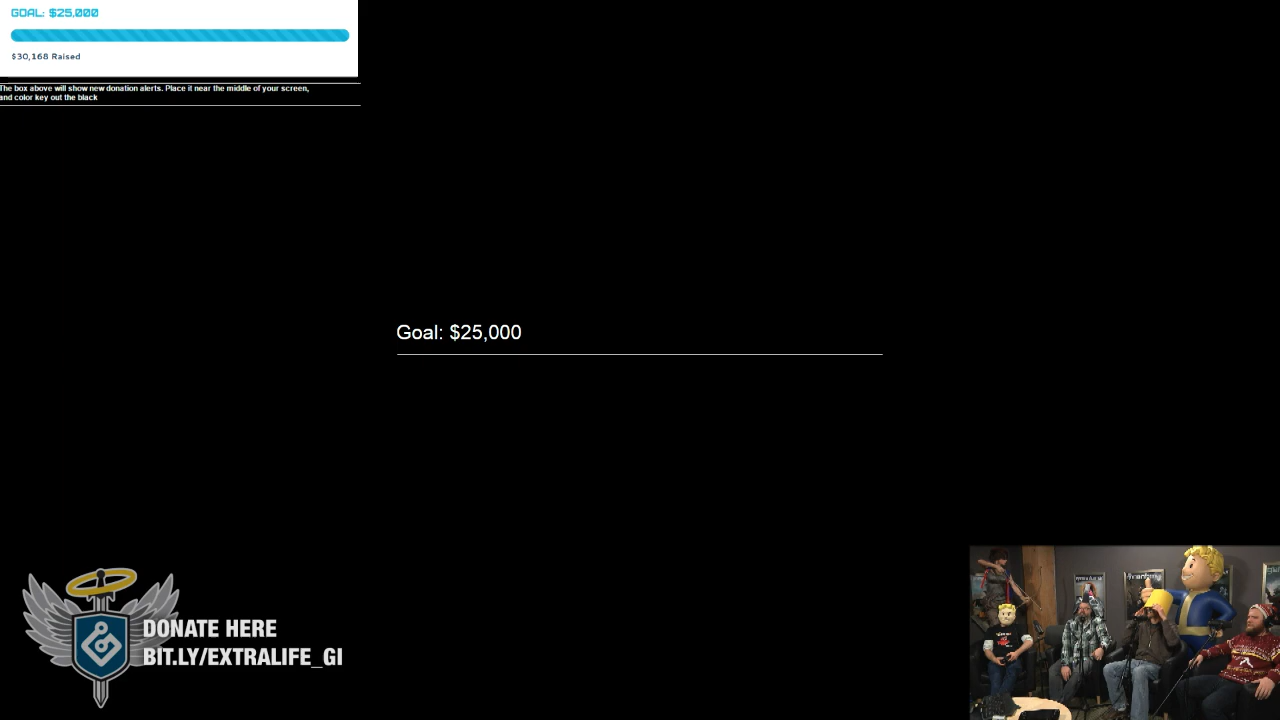 GOAL: $25,000
$30,168 Raised
The box above will show new donation alerts. Place it near the middle of your screen,
and color key out the black
Goal: $25,000
DONATE HERE
BIT.LY/EXTRALIFE_GI